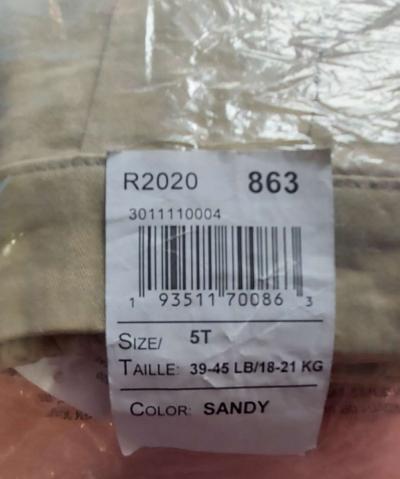 R2020 863
3011110004
1 93511 70086 3
SIZE/ 5T
TAILLE: 39-45 LB/18-21 KG
COLOR: SANDY